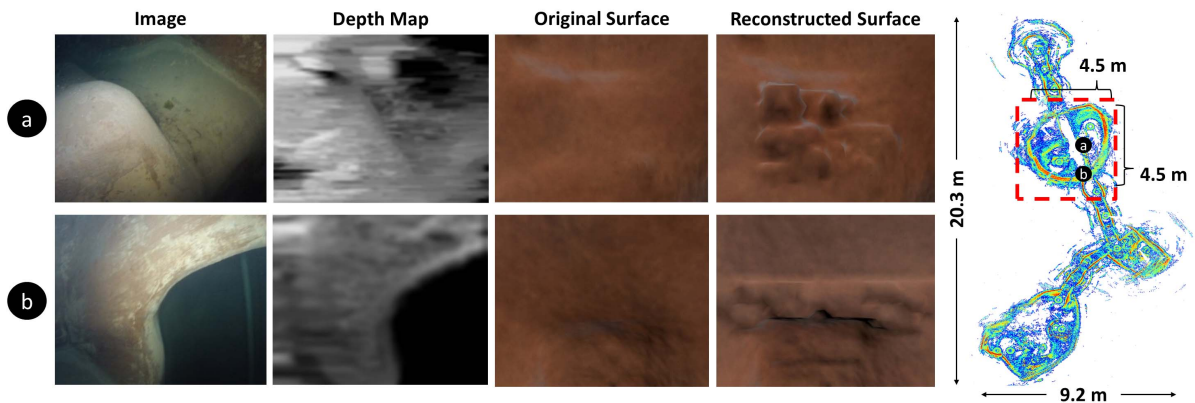 Image Depth Map Original Surface Reconstructed Surface
a
b
20.3 m
4.5 m
4.5 m
a
b
9.2 m